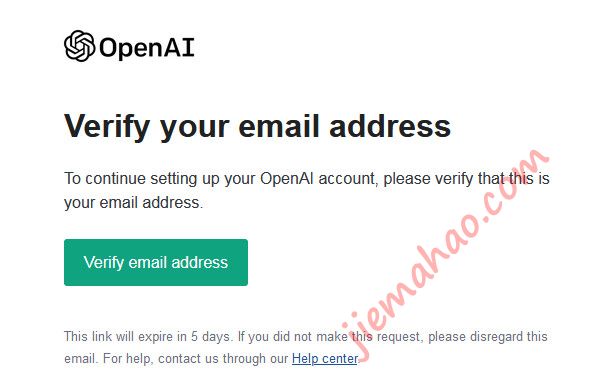 OpenAI
Verify your email address
To continue setting up your OpenAI account, please verify that this is
your email address.
Verify email address
This link will expire in 5 days. If you did not make this request, please disregard this
email. For help, contact us through our Help center.
jiemahao.com